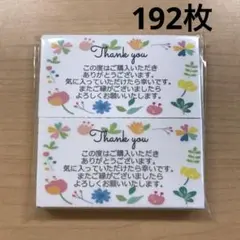 192枚
Thank you
この度はご購入いただき
ありがとうございます。
気に入っていただけたら幸いです。
またご縁がございましたら
よろしくお願いいたします。
Thank you
この度はご購入いただき
ありがとうございます。
気に入っていただけたら幸いです。
またご縁がございましたら
よろしくお願いいたします。